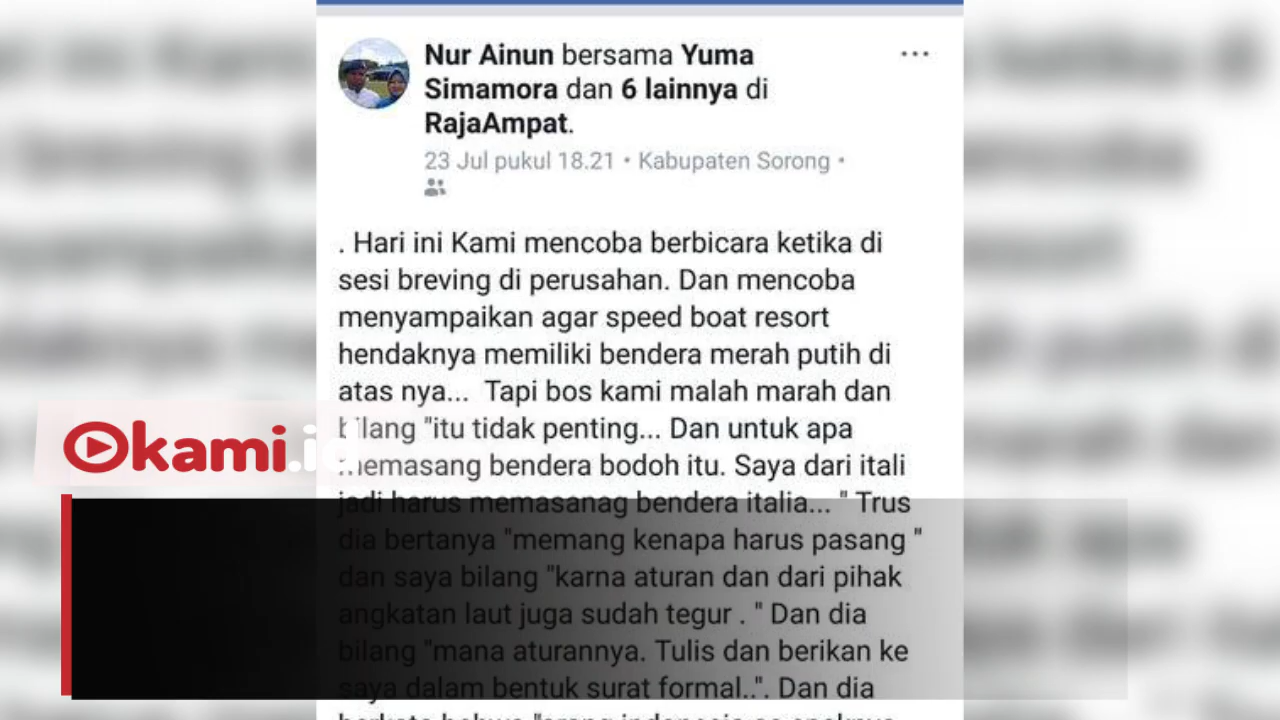 Nur Ainun bersama Yuma
Simamora dan 6 lainnya di
RajaAmpat.
23 Jul pukul 18.21 • Kabupaten Sorong •
. Hari ini Kami mencoba berbicara ketika di
sesi breving di perusahan. Dan mencoba
menyampaikan agar speed boat resort
hendaknya memiliki bendera merah putih di
atas nya... Tapi bos kami malah marah dan
bilang "itu tidak penting... Dan untuk apa
memasang bendera bodoh itu. Saya dari itali
jadi harus memasanag bendera italia... " Trus
dia bertanya "memang kenapa harus pasang "
dan saya bilang "karna aturan dan dari pihak
angkatan laut juga sudah tegur . " Dan dia
bilang "mana aturannya. Tulis dan berikan ke
saya dalam bentuk surat formal..". Dan dia
Okami.id